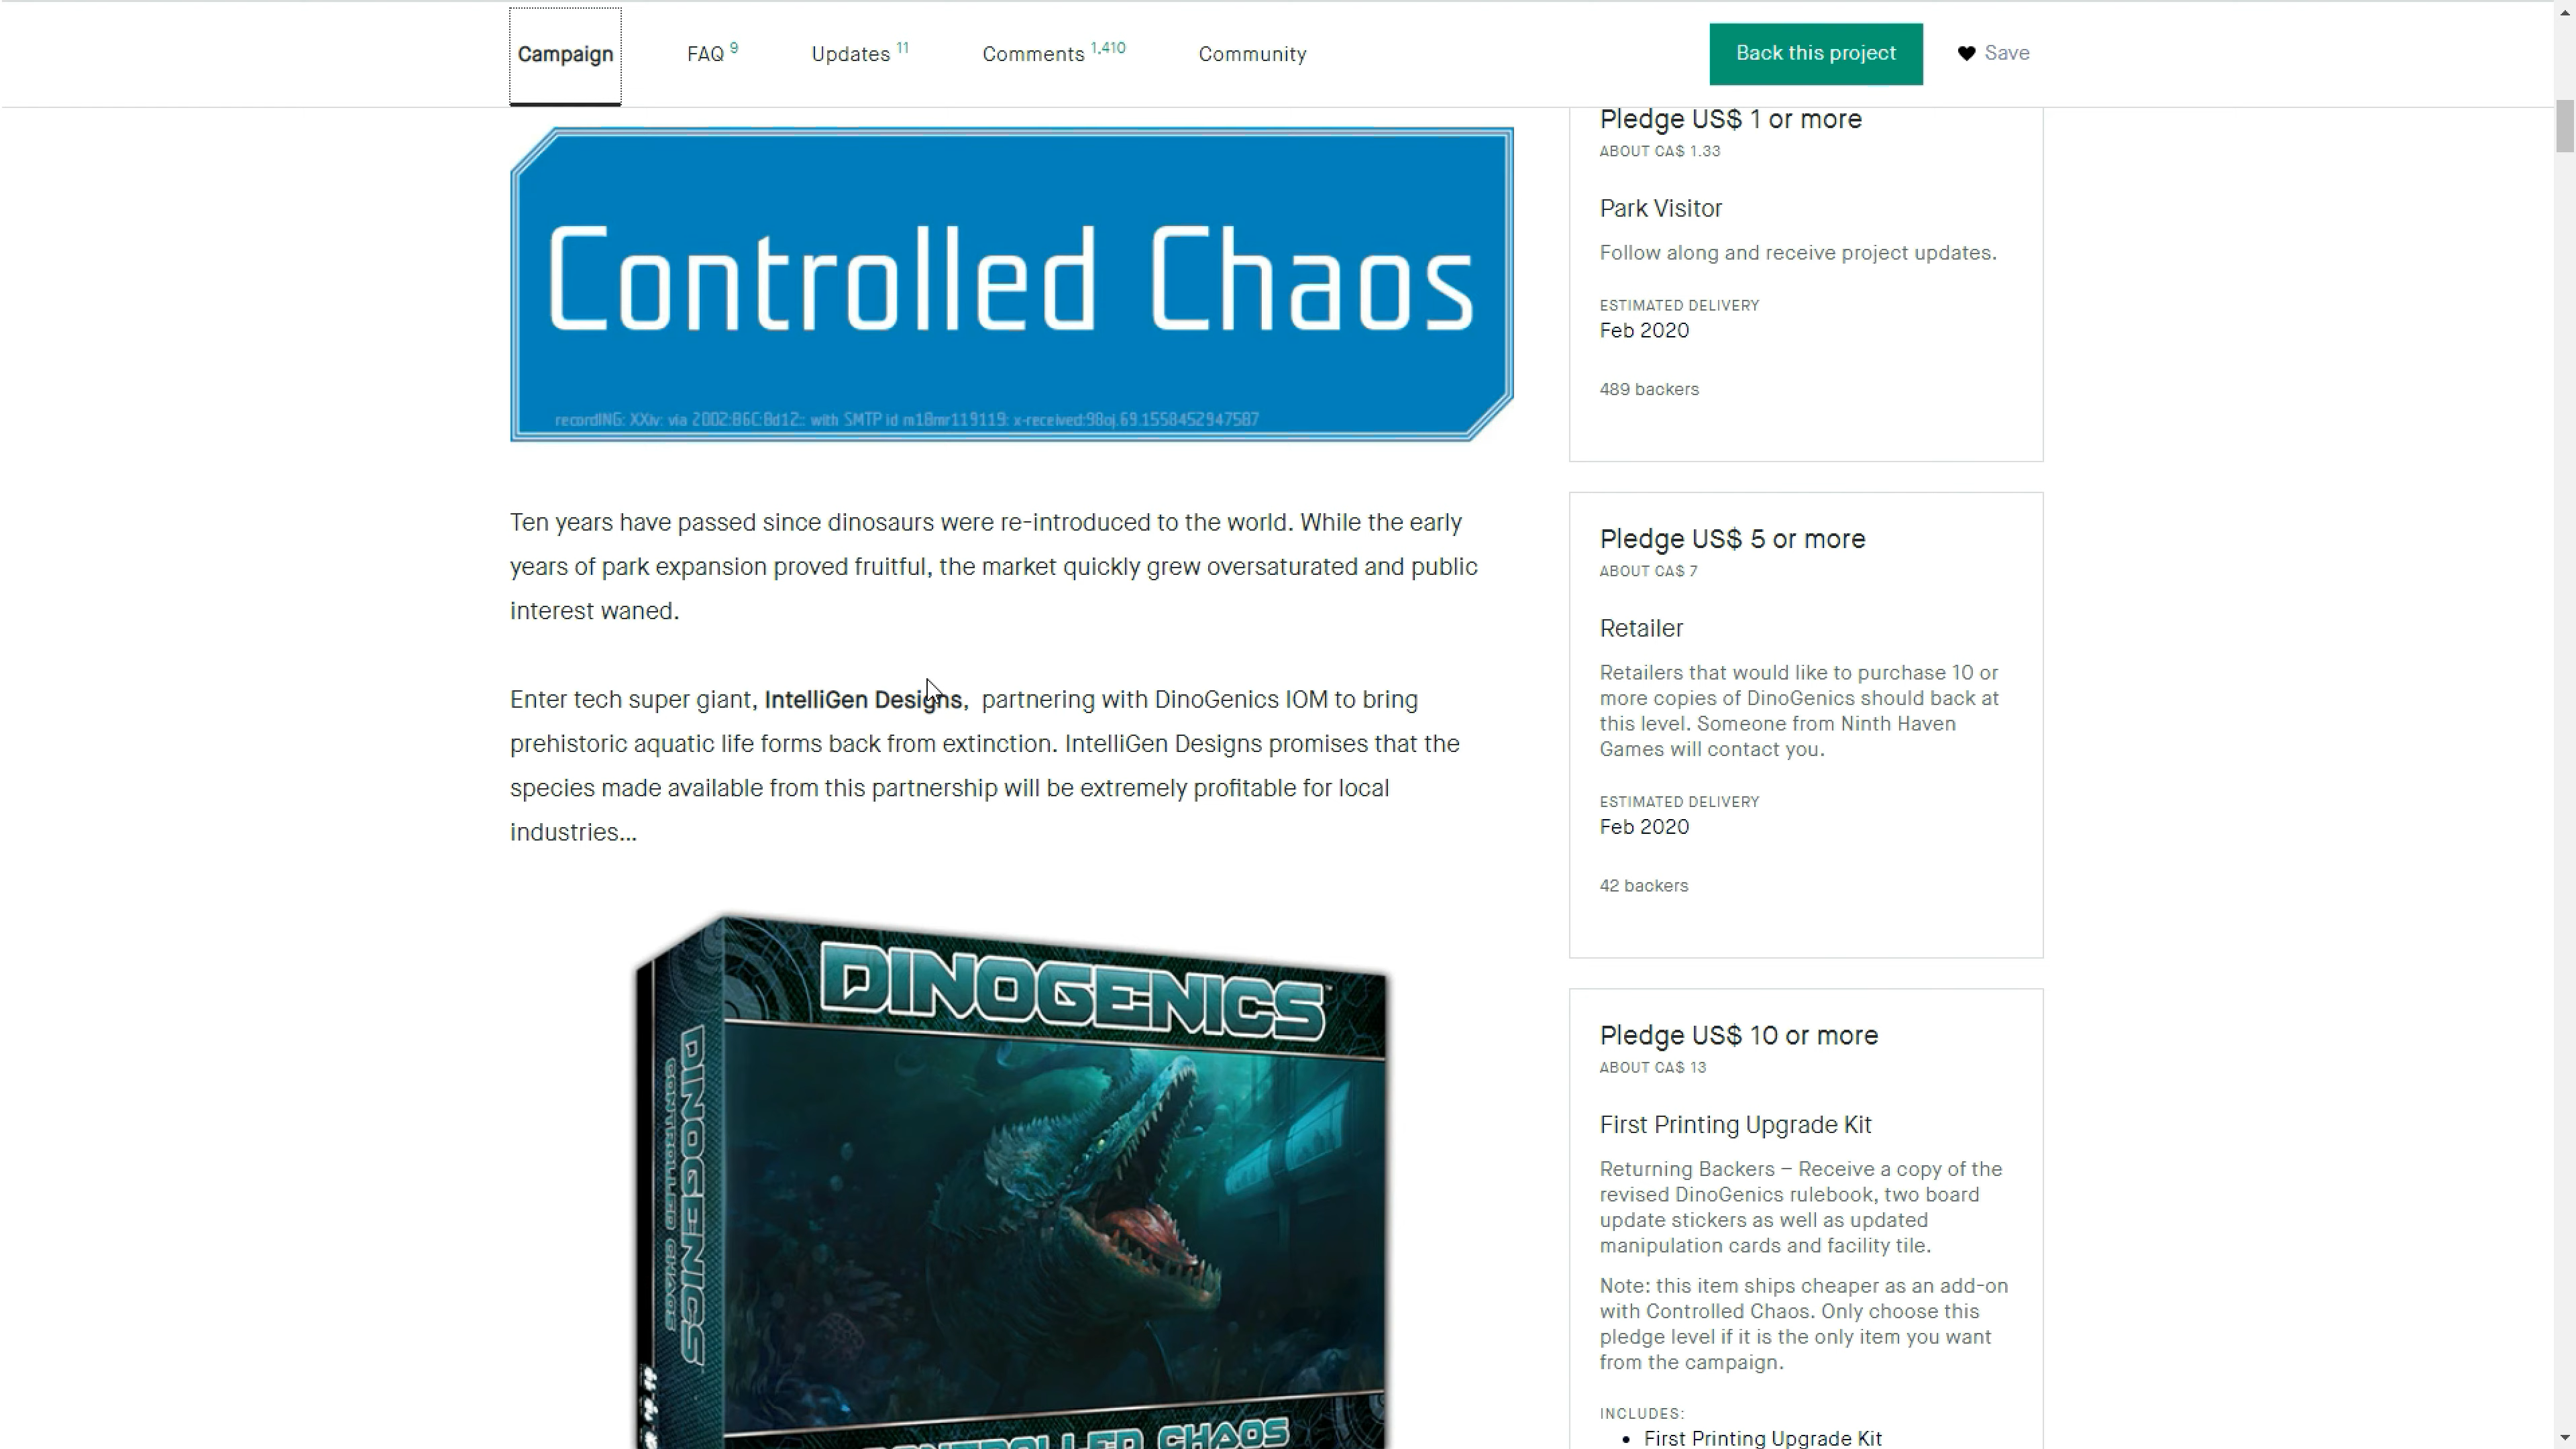 Campaign
FAQ 9
Updates 11
Comments 1,410
Community
Back this project
Save
Controlled Chaos
recordING: XXiv: via 2002:86C:8d12:: with SMTP id m18mr119119: x-received:98oj.69.1558452947587
Ten years have passed since dinosaurs were re-introduced to the world. While the early
years of park expansion proved fruitful, the market quickly grew oversaturated and public
interest waned.
Enter tech super giant, IntelliGen Designs, partnering with DinoGenics IOM to bring
prehistoric aquatic life forms back from extinction. IntelliGen Designs promises that the
species made available from this partnership will be extremely profitable for local
industries...
DINOGENICS™
DINOGENICS
CONTROLLED CHAOS
CONTROLLED CHAOS
Pledge US$ 1 or more
ABOUT CA$ 1.33
Park Visitor
Follow along and receive project updates.
ESTIMATED DELIVERY
Feb 2020
489 backers
Pledge US$ 5 or more
ABOUT CA$ 7
Retailer
Retailers that would like to purchase 10 or
more copies of DinoGenics should back at
this level. Someone from Ninth Haven
Games will contact you.
ESTIMATED DELIVERY
Feb 2020
42 backers
Pledge US$ 10 or more
ABOUT CA$ 13
First Printing Upgrade Kit
Returning Backers – Receive a copy of the
revised DinoGenics rulebook, two board
update stickers as well as updated
manipulation cards and facility tile.
Note: this item ships cheaper as an add-on
with Controlled Chaos. Only choose this
pledge level if it is the only item you want
from the campaign.
INCLUDES:
• First Printing Upgrade Kit